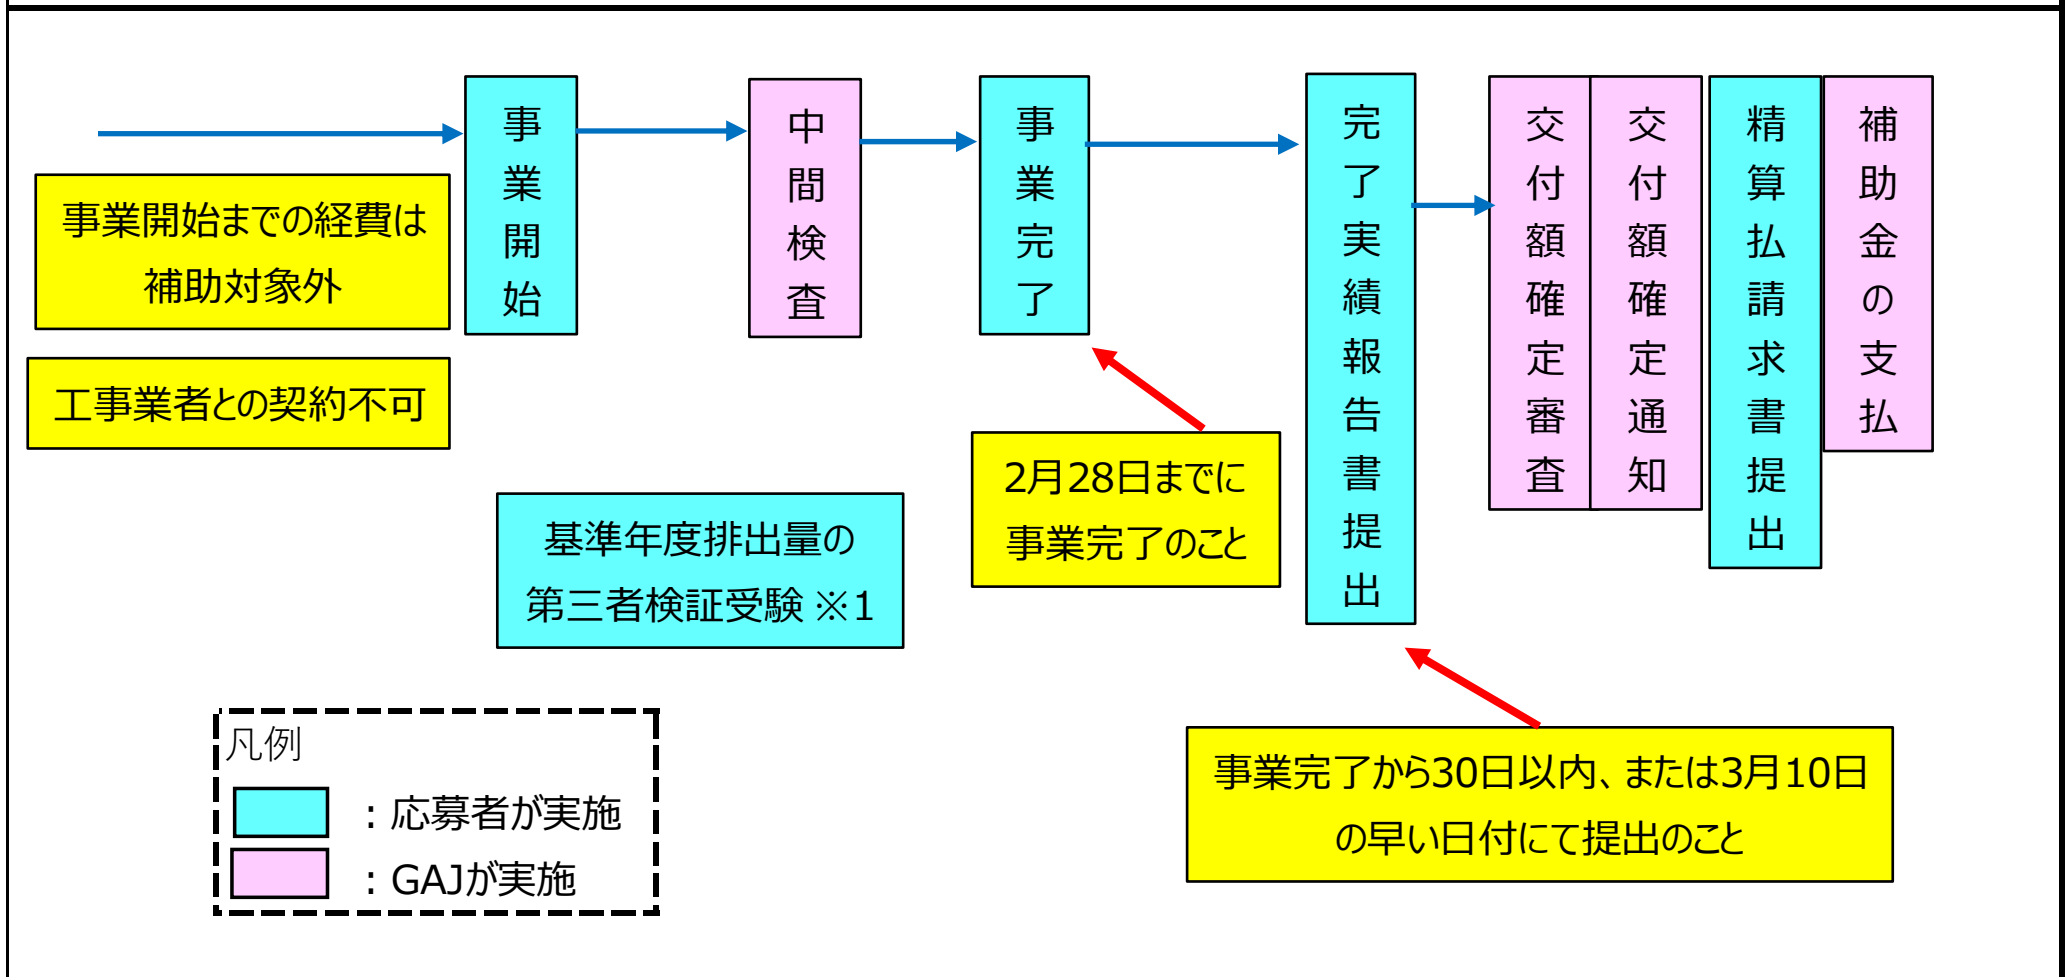 事業開始
中間検査
事業完了
完了実績報告書提出
交付額確定審査
交付額確定通知
精算払請求書提出
補助金の支払
事業開始までの経費は
補助対象外
工事業者との契約不可
基準年度排出量の
第三者検証受験 ※1
2月28日までに
事業完了のこと
事業完了から30日以内、または3月10日
の早い日付にて提出のこと
凡例
：応募者が実施
：GAJが実施